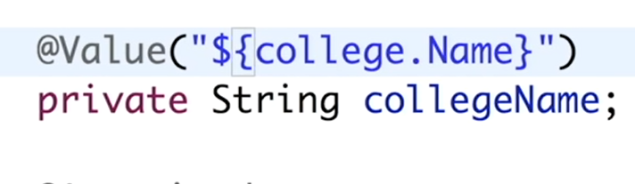 @Value("${college.Name}")
private String collegeName;